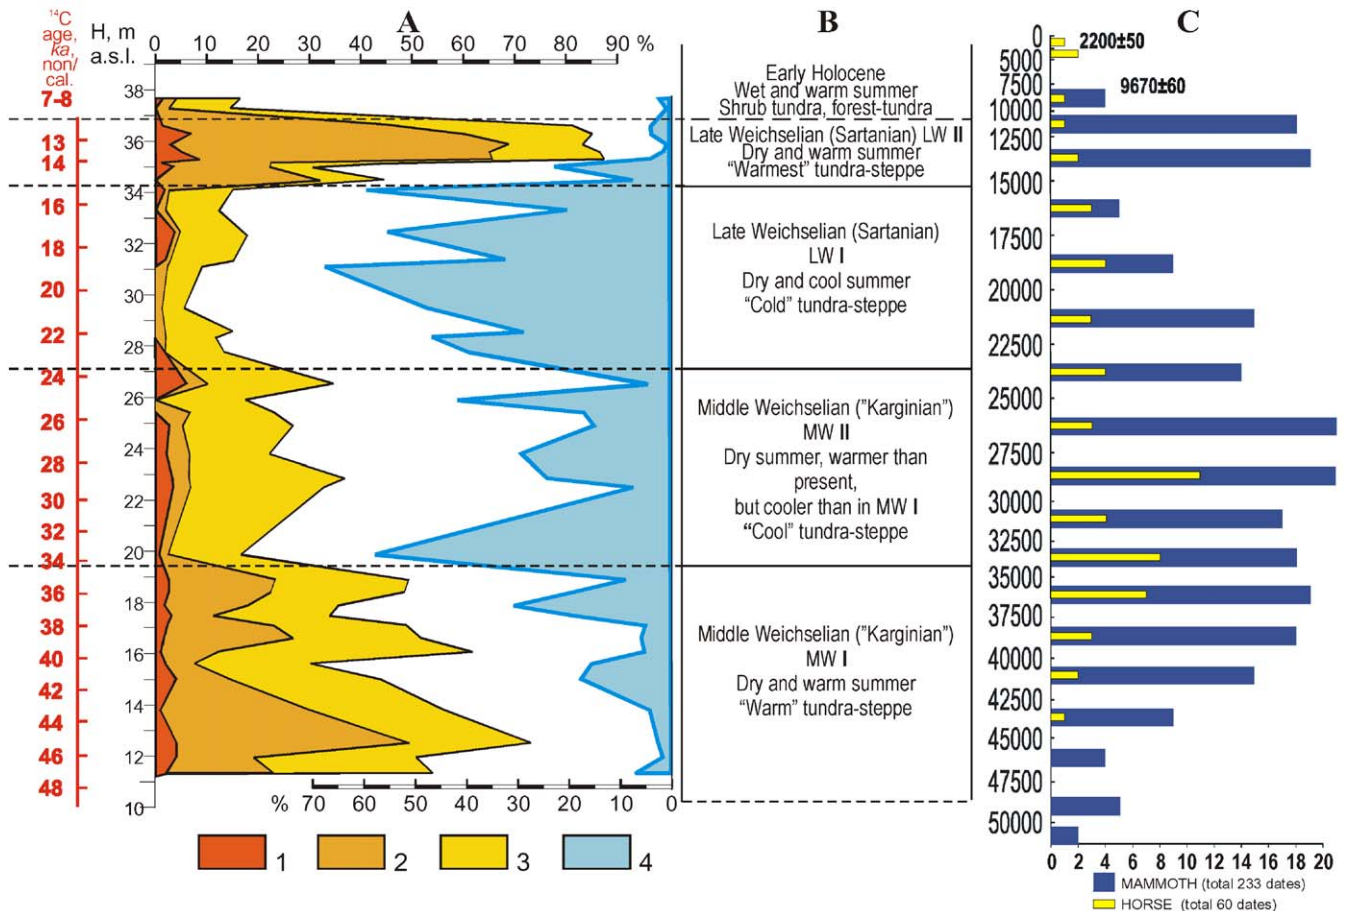 A
B
C
14C
age,
ka,
non/
cal.
H, m
a.s.l.
0 10 20 30 40 50 60 70 80 90 %
7-8
13
14
16
18
20
22
24
26
28
30
32
34
36
38
40
42
44
46
48
38
36
34
32
30
28
26
24
22
20
18
16
14
12
10
% 70 60 50 40 30 20 10 0
1 2 3 4
Early Holocene
Wet and warm summer
Shrub tundra, forest-tundra
Late Weichselian (Sartanian) LW II
Dry and warm summer
“Warmest” tundra-steppe
Late Weichselian (Sartanian)
LW I
Dry and cool summer
“Cold” tundra-steppe
Middle Weichselian (”Karginian”)
MW II
Dry summer, warmer than
present,
but cooler than in MW I
“Cool” tundra-steppe
Middle Weichselian (”Karginian”)
MW I
Dry and warm summer
“Warm” tundra-steppe
0
5000
7500
10000
12500
15000
17500
20000
22500
25000
27500
30000
32500
35000
37500
40000
42500
45000
47500
50000
2200±50
9670±60
0 2 4 6 8 10 12 14 16 18 20
MAMMOTH (total 233 dates)
HORSE (total 60 dates)